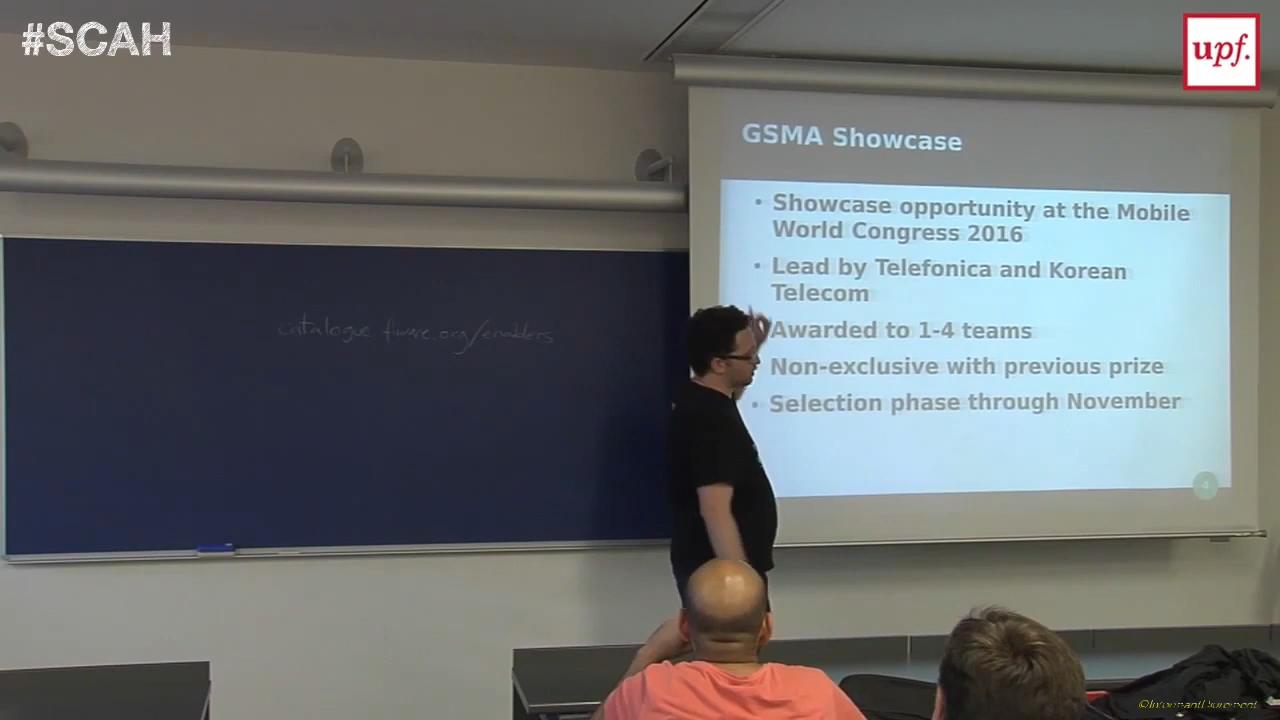 #SCAH
upf.
GSMA Showcase
• Showcase opportunity at the Mobile
World Congress 2016
• Lead by Telefonica and Korean
Telecom
Awarded to 1-4 teams
Non-exclusive with previous prize
• Selection phase through November
4
catalogue.fiware.org/enablers